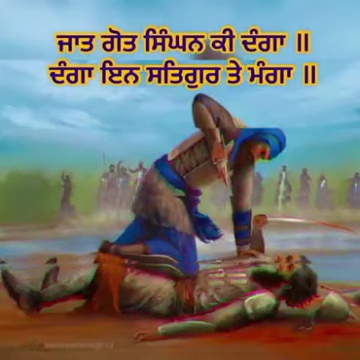 ਜਾਤ ਗੋਤ ਸਿੰਘਨ ਕੀ ਦੰਗਾ ॥
ਦੰਗਾ ਇਨ ਸਤਿਗੁਰ ਤੇ ਮੰਗਾ ॥